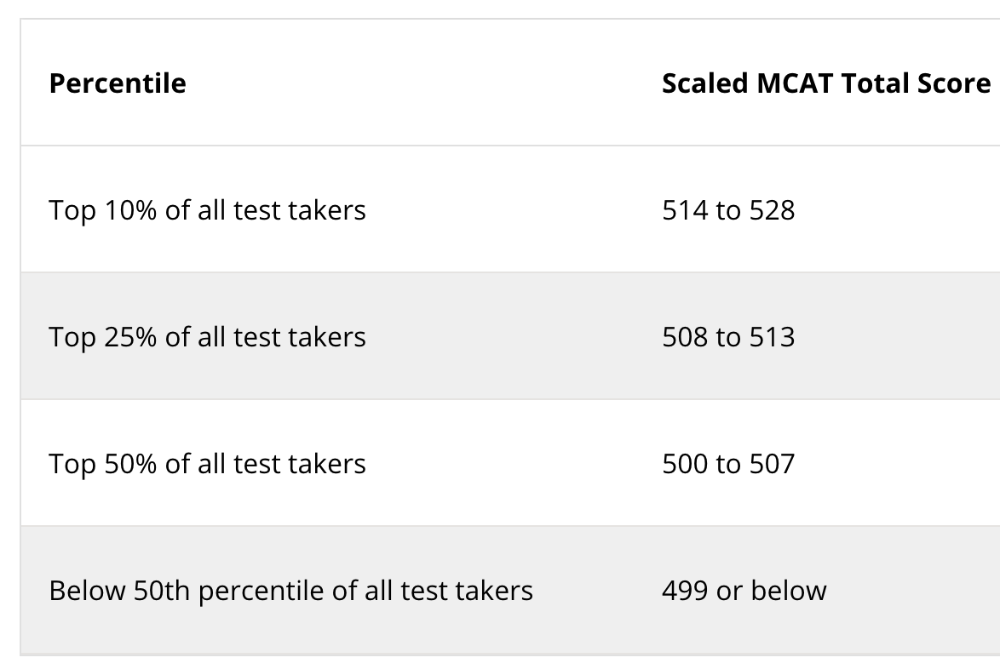 Percentile Scaled MCAT Total Score
Top 10% of all test takers 514 to 528
Top 25% of all test takers 508 to 513
Top 50% of all test takers 500 to 507
Below 50th percentile of all test takers 499 or below